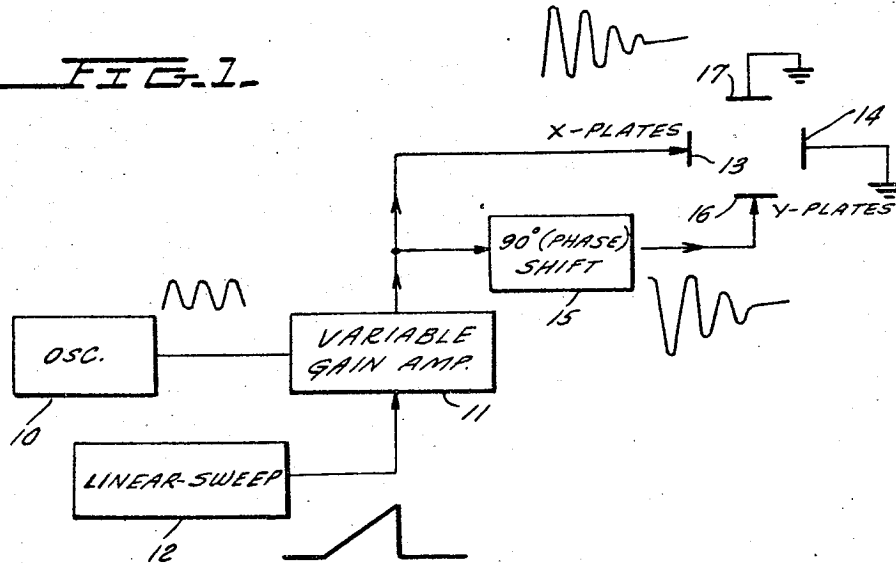 FIG-1-
17
14
X-PLATES
13
16
Y-PLATES
90° (PHASE)
SHIFT
15
OSC.
10
VARIABLE
GAIN AMP.
11
LINEAR-SWEEP
12